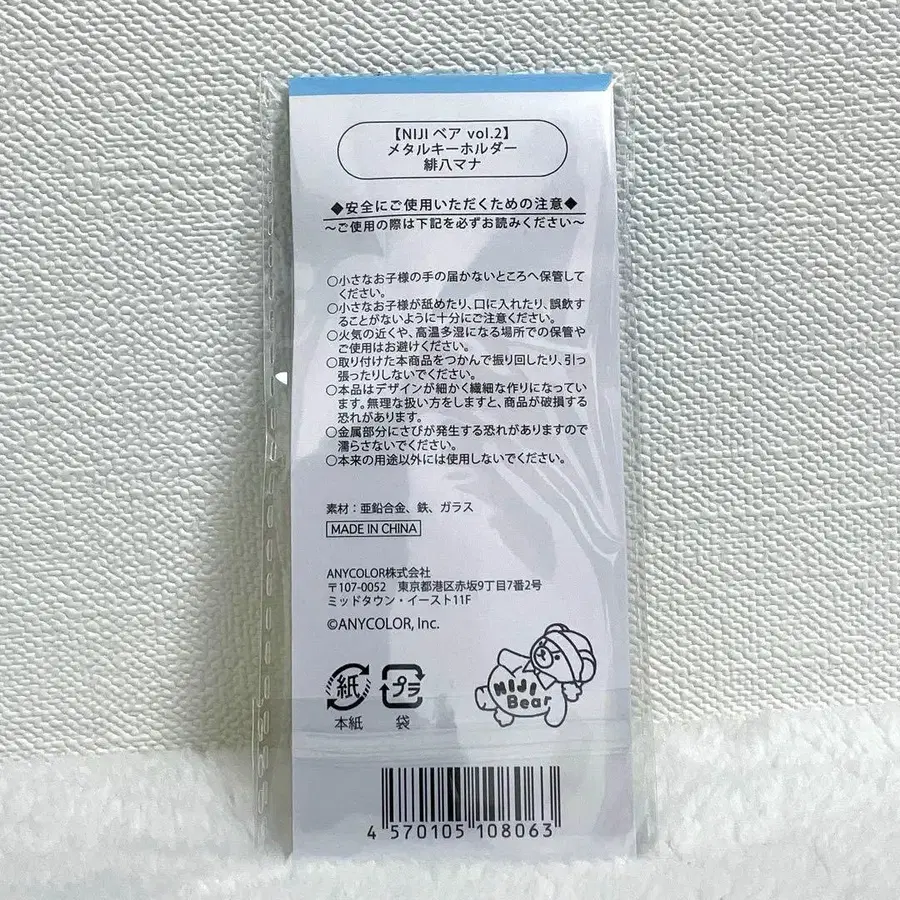 【NIJI ベア vol.2】
メタルキーホルダー
緋八マナ
◆安全にご使用いただくための注意◆
～ご使用の際は下記を必ずお読みください～
○小さなお子様の手の届かないところへ保管して
ください。
○小さなお子様が舐めたり、口に入れたり、誤飲す
ることがないように十分にご注意ください。
○火気の近くや、高温多湿になる場所での保管や
ご使用はお避けください。
○取り付けた本商品をつかんで振り回したり、引っ
張ったりしないでください。
○本品はデザインが細かく繊細な作りになってい
ます。無理な扱い方をしますと、商品が破損する
恐れがあります。
○金属部分にさびが発生する恐れがありますので
濡らさないでください。
○本来の用途以外には使用しないでください。
素材：亜鉛合金、鉄、ガラス
MADE IN CHINA
ANYCOLOR株式会社
〒107-0052 東京都港区赤坂9丁目7番2号
ミッドタウン・イースト11F
©ANYCOLOR, Inc.
紙 プラ
本紙 袋
NIJI
Bear
4 570105 108063